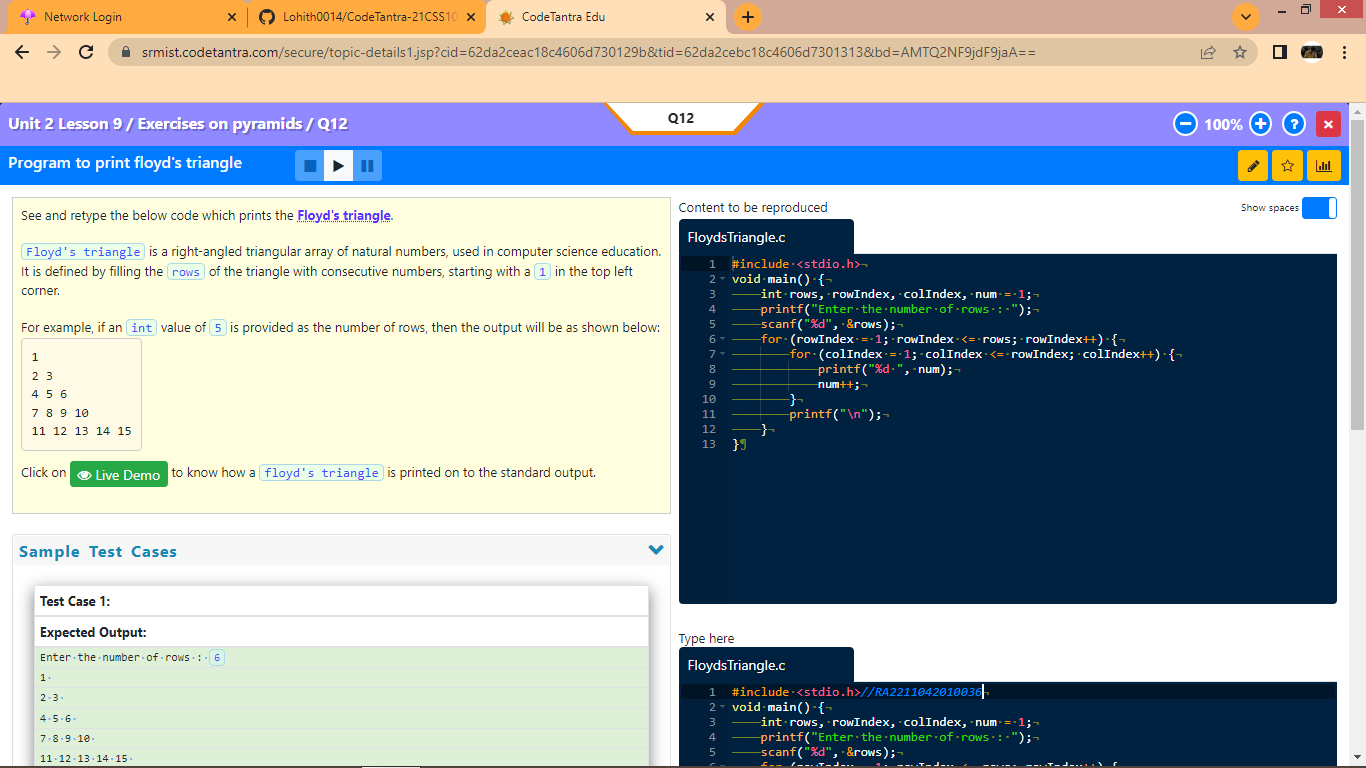 Network Login
Lohith0014/CodeTantra-21CSS10
CodeTantra Edu
srmist.codetantra.com/secure/topic-details1.jsp?cid=62da2ceac18c4606d730129b&tid=62da2cebc18c4606d7301313&bd=AMTQ2NF9jdF9jaA==
Unit 2 Lesson 9 / Exercises on pyramids / Q12
Q12
100%
Program to print floyd's triangle
See and retype the below code which prints the Floyd's triangle.
Floyd's triangle is a right-angled triangular array of natural numbers, used in computer science education.
It is defined by filling the rows of the triangle with consecutive numbers, starting with a 1 in the top left
corner.
For example, if an int value of 5 is provided as the number of rows, then the output will be as shown below:
1
2 3
4 5 6
7 8 9 10
11 12 13 14 15
Click on Live Demo to know how a floyd's triangle is printed on to the standard output.
Sample Test Cases
Test Case 1:
Expected Output:
Enter·the·number·of·rows·:·6
1·
2·3·
4·5·6·
7·8·9·10·
11·12·13·14·15·
Content to be reproduced
Show spaces
FloydsTriangle.c
1 #include·<stdio.h>¬
2 void·main()·{¬
3 ————int·rows,·rowIndex,·colIndex,·num·=·1;¬
4 ————printf("Enter·the·number·of·rows·:·");¬
5 ————scanf("%d",·&rows);¬
6 ————for·(rowIndex·=·1;·rowIndex·<=·rows;·rowIndex++)·{¬
7 ————————for·(colIndex·=·1;·colIndex·<=·rowIndex;·colIndex++)·{¬
8 ————————————printf("%d·",·num);¬
9 ————————————num++;¬
10 ————————}¬
11 ————————printf("\n");¬
12 ————}¬
13 }¶
Type here
FloydsTriangle.c
1 #include·<stdio.h>//RA2211042010036¬
2 void·main()·{¬
3 ————int·rows,·rowIndex,·colIndex,·num·=·1;¬
4 ————printf("Enter·the·number·of·rows·:·");¬
5 ————scanf("%d",·&rows);¬